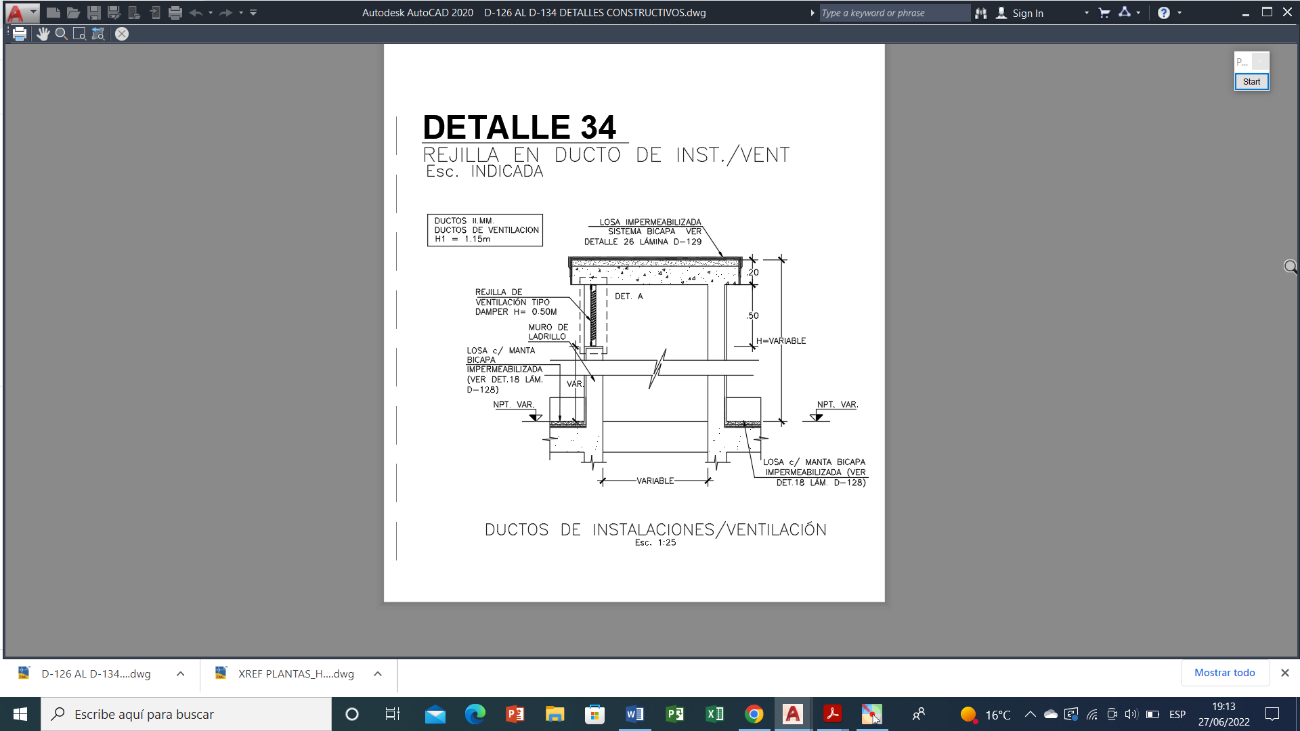 Autodesk AutoCAD 2020 D-126 AL D-134 DETALLES CONSTRUCTIVOS.dwg
Type a keyword or phrase
Sign In
P...
Start
DETALLE 34
REJILLA EN DUCTO DE INST./VENT
Esc. INDICADA
DUCTOS II.MM.
DUCTOS DE VENTILACION
H1 = 1.15m
LOSA IMPERMEABILIZADA
SISTEMA BICAPA VER
DETALLE 26 LÁMINA D-129
.20
REJILLA DE
VENTILACIÓN TIPO
DAMPER H= 0.50M
DET. A
.50
MURO DE
LADRILLO
H=VARIABLE
LOSA c/ MANTA
BICAPA
IMPERMEABILIZADA
(VER DET.18 LÁM.
D-128)
VAR.
NPT. VAR.
NPT. VAR.
LOSA c/ MANTA BICAPA
IMPERMEABILIZADA (VER
DET.18 LÁM. D-128)
VARIABLE
DUCTOS DE INSTALACIONES/VENTILACIÓN
Esc. 1:25
D-126 AL D-134....dwg
XREF PLANTAS_H....dwg
Mostrar todo
Escribe aquí para buscar
16°C
ESP
19:13
27/06/2022